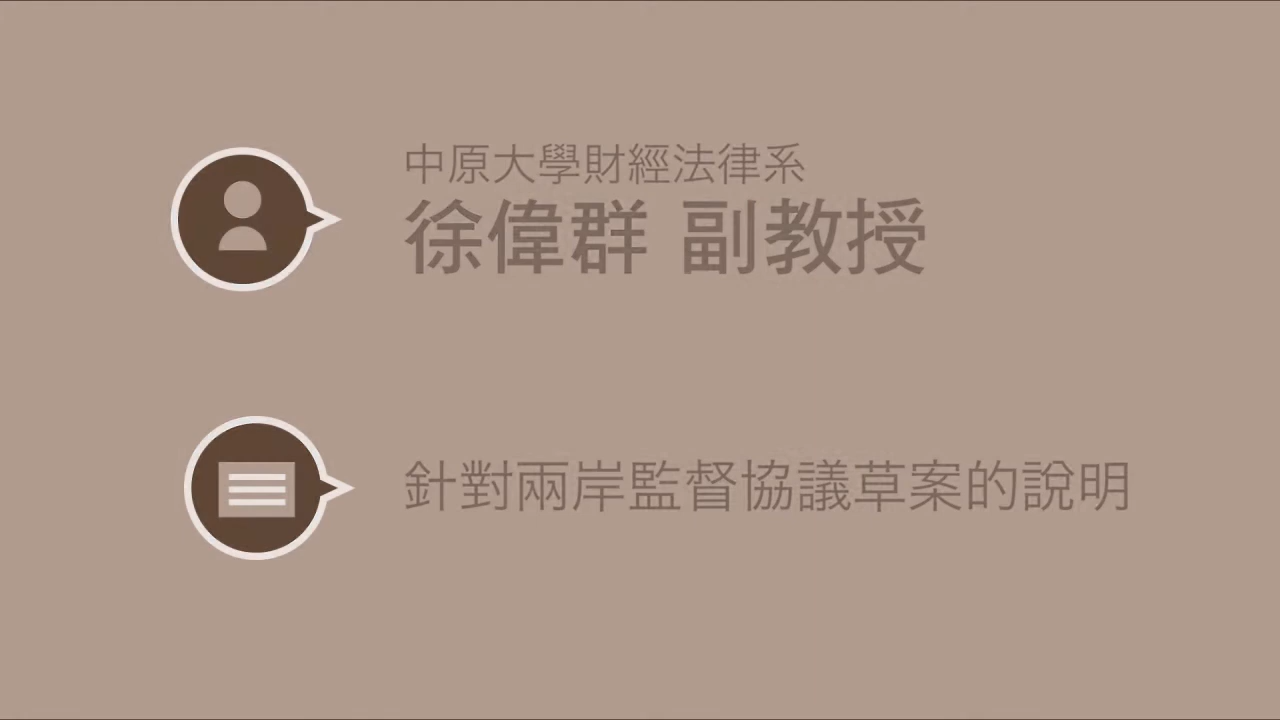 中原大學財經法律系
徐偉群 副教授
針對兩岸監督協議草案的說明